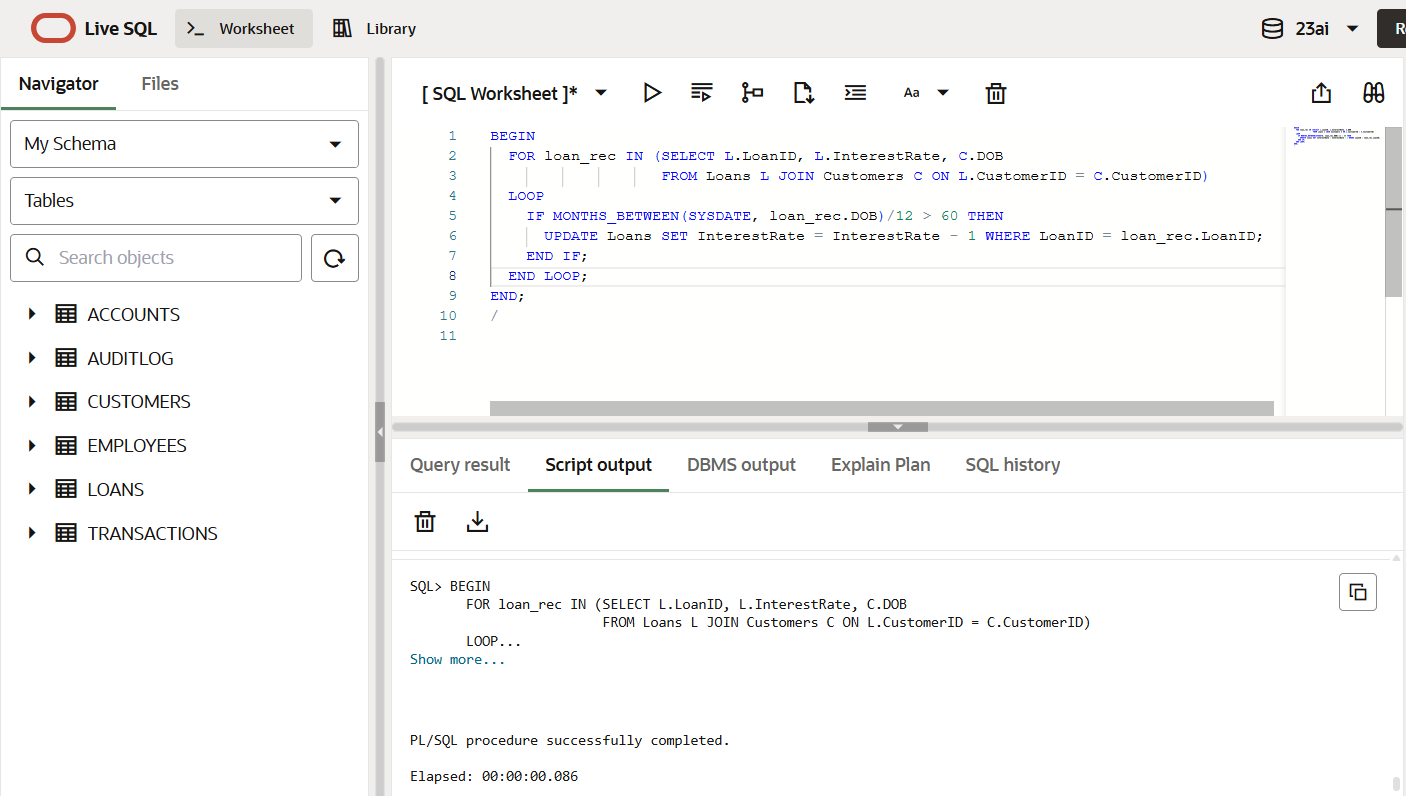 Live SQL
Worksheet
Library
23ai
Navigator
Files
[ SQL Worksheet ]*
Aa
My Schema
Tables
Search objects
ACCOUNTS
AUDITLOG
CUSTOMERS
EMPLOYEES
LOANS
TRANSACTIONS
1 BEGIN
2 FOR loan_rec IN (SELECT L.LoanID, L.InterestRate, C.DOB
3 FROM Loans L JOIN Customers C ON L.CustomerID = C.CustomerID)
4 LOOP
5 IF MONTHS_BETWEEN(SYSDATE, loan_rec.DOB)/12 > 60 THEN
6 UPDATE Loans SET InterestRate = InterestRate - 1 WHERE LoanID = loan_rec.LoanID;
7 END IF;
8 END LOOP;
9 END;
10 /
11
Query result
Script output
DBMS output
Explain Plan
SQL history
SQL> BEGIN
FOR loan_rec IN (SELECT L.LoanID, L.InterestRate, C.DOB
FROM Loans L JOIN Customers C ON L.CustomerID = C.CustomerID)
LOOP...
Show more...
PL/SQL procedure successfully completed.
Elapsed: 00:00:00.086